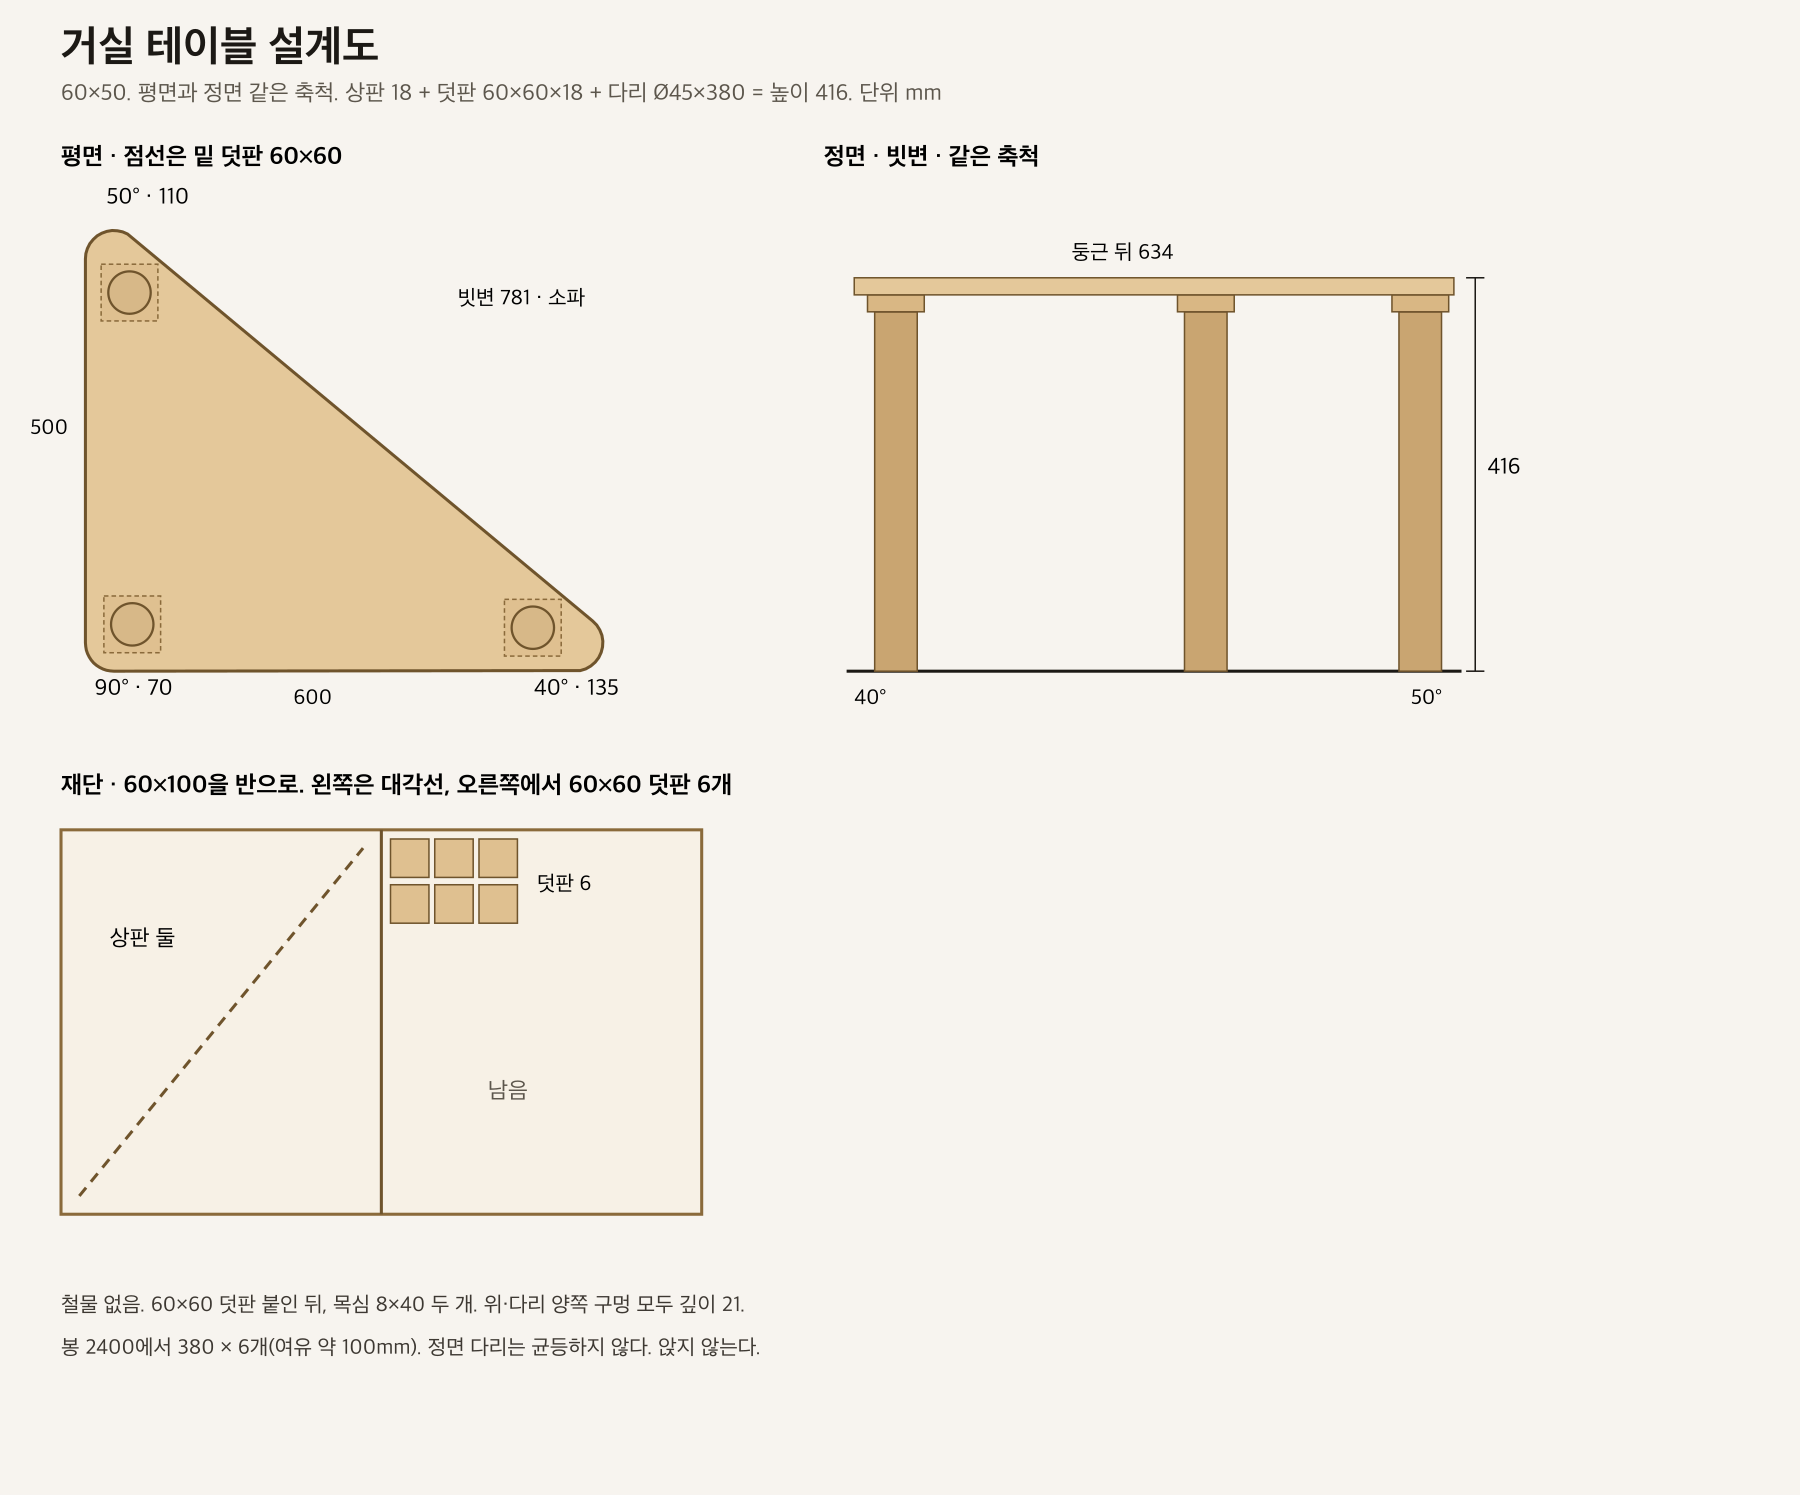 거실 테이블 설계도
60×50. 평면과 정면 같은 축척. 상판 18 + 덧판 60×60×18 + 다리 Ø45×380 = 높이 416. 단위 mm
평면 · 점선은 밑 덧판 60×60
50° · 110
빗변 781 · 소파
500
90° · 70
600
40° · 135
정면 · 빗변 · 같은 축척
둥근 뒤 634
416
40°
50°
재단 · 60×100을 반으로. 왼쪽은 대각선, 오른쪽에서 60×60 덧판 6개
덧판 6
상판 둘
남음
철물 없음. 60×60 덧판 붙인 뒤, 목심 8×40 두 개. 위·다리 양쪽 구멍 모두 깊이 21.
봉 2400에서 380 × 6개(여유 약 100mm). 정면 다리는 균등하지 않다. 앉지 않는다.